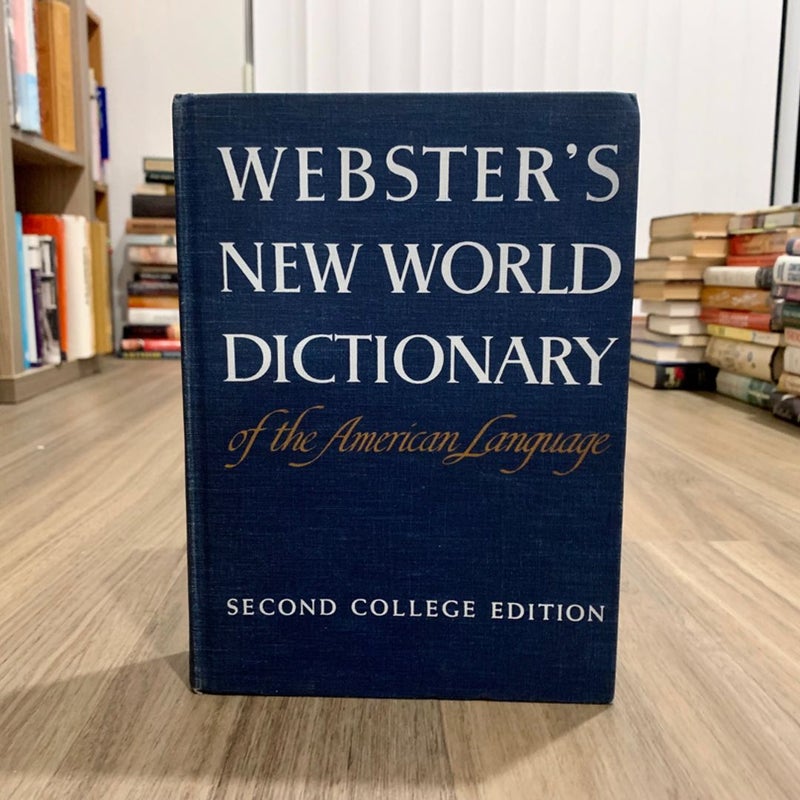 WEBSTER'S
NEW WORLD
DICTIONARY
of the American Language
SECOND COLLEGE EDITION